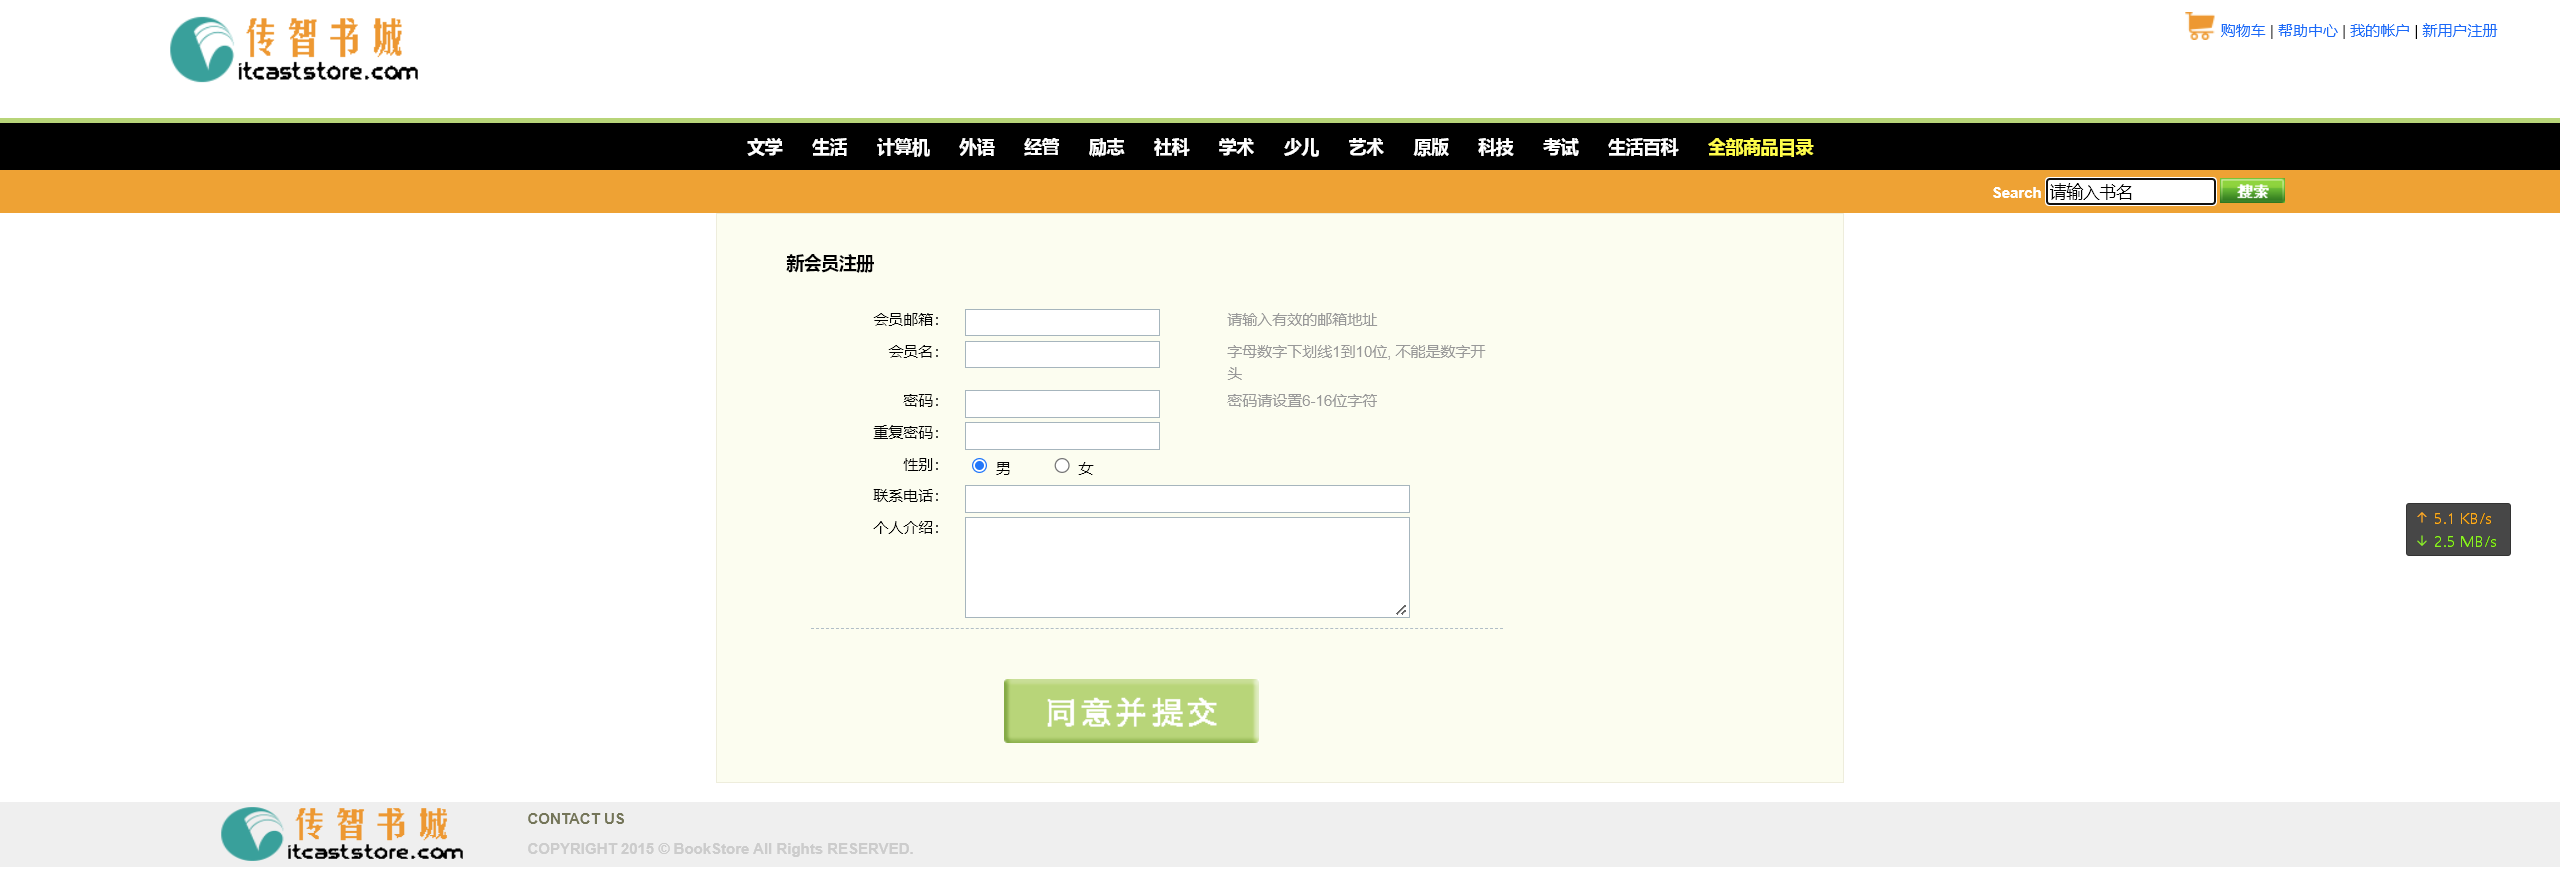 传智书城
itcaststore.com
购物车 | 帮助中心 | 我的帐户 | 新用户注册
文学 生活 计算机 外语 经管 励志 社科 学术 少儿 艺术 原版 科技 考试 生活百科 全部商品目录
Search 请输入书名 搜索
新会员注册
会员邮箱： 请输入有效的邮箱地址
会员名： 字母数字下划线1到10位, 不能是数字开
头
密码： 密码请设置6-16位字符
重复密码：
性别： 男 女
联系电话：
个人介绍：
↑ 5.1 KB/s
↓ 2.5 MB/s
同意并提交
传智书城
itcaststore.com
CONTACT US
COPYRIGHT 2015 © BookStore All Rights RESERVED.